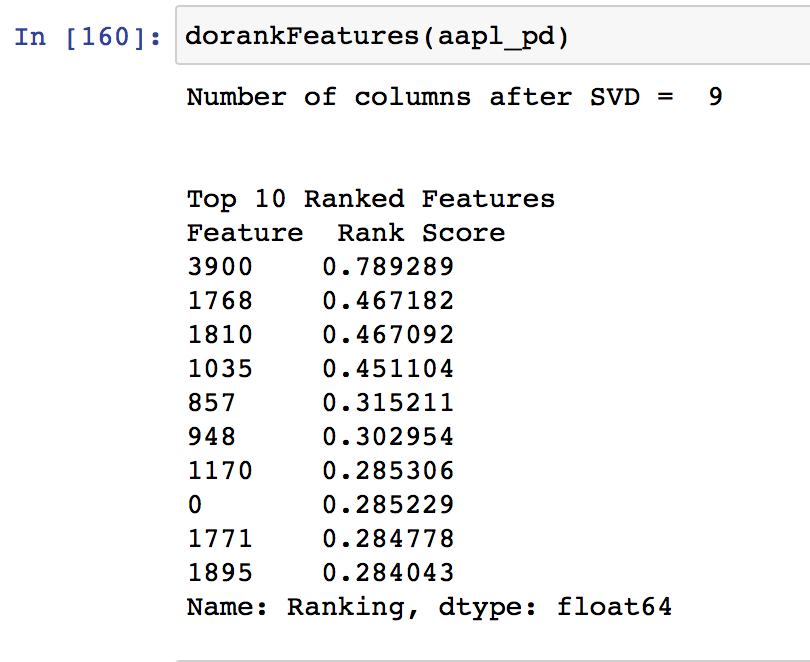 In [160]: dorankFeatures(aapl_pd)
Number of columns after SVD =  9
Top 10 Ranked Features
Feature  Rank Score
3900    0.789289
1768    0.467182
1810    0.467092
1035    0.451104
857     0.315211
948     0.302954
1170    0.285306
0       0.285229
1771    0.284778
1895    0.284043
Name: Ranking, dtype: float64